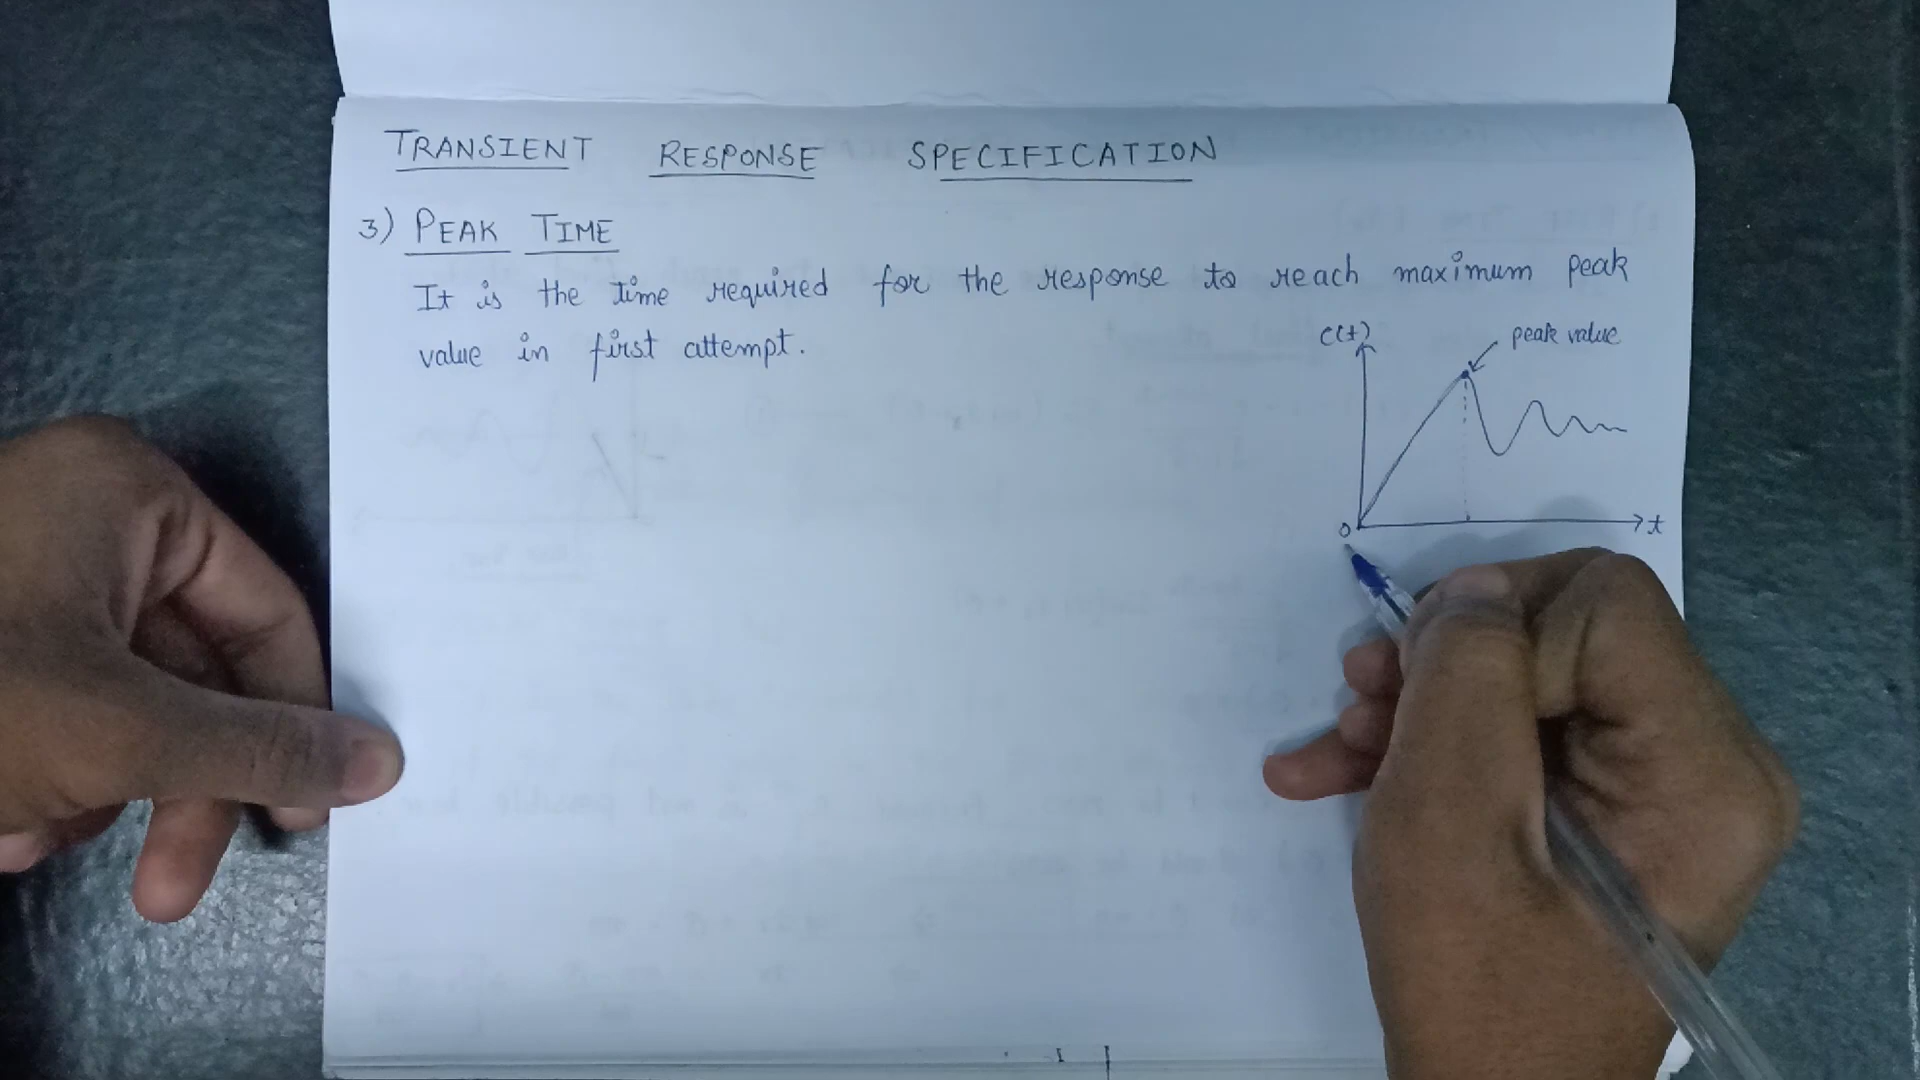 TRANSIENT RESPONSE SPECIFICATION
3) PEAK TIME
It is the time required for the response to reach maximum peak
value in first attempt.
c(t)
peak value
0
t